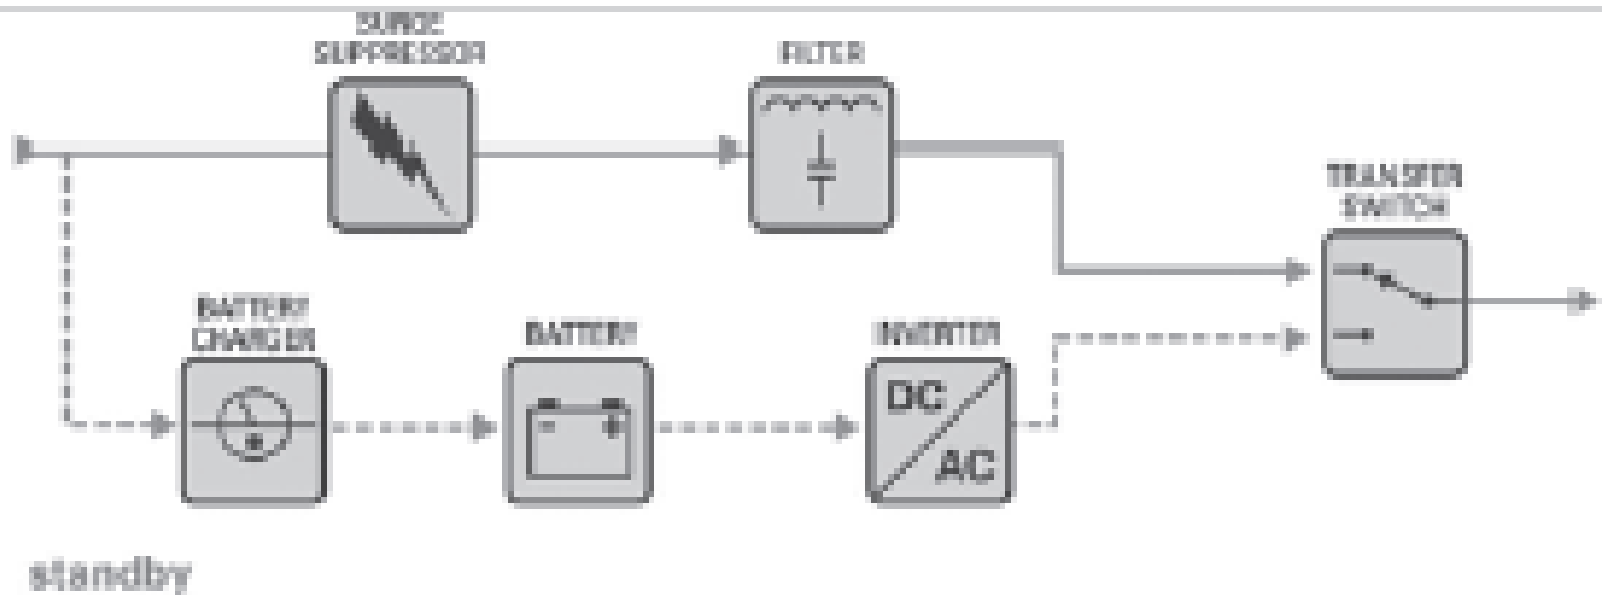 SURGE
SUPPRESSOR
FILTER
TRANSFER
SWITCH
BATTERY
CHARGER
BATTERY
INVERTER
DC
AC
standby